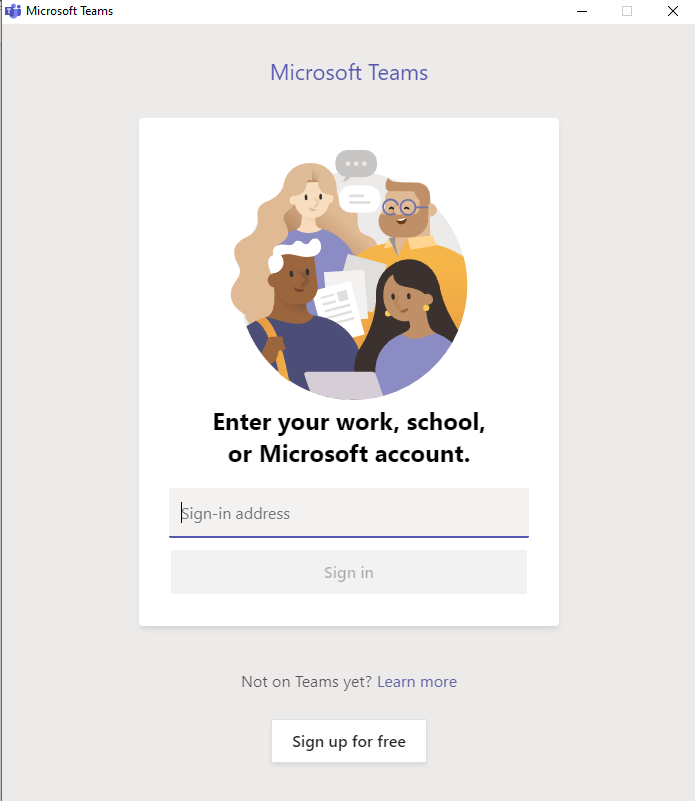 Microsoft Teams
Microsoft Teams
Enter your work, school,
or Microsoft account.
Sign-in address
Sign in
Not on Teams yet? Learn more
Sign up for free